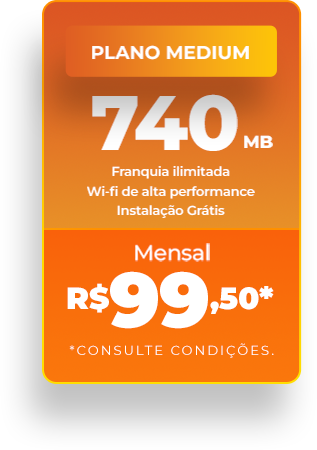 PLANO MEDIUM
740 MB
Franquia ilimitada
Wi-fi de alta performance
Instalação Grátis
Mensal
R$99,50*
*CONSULTE CONDIÇÕES.